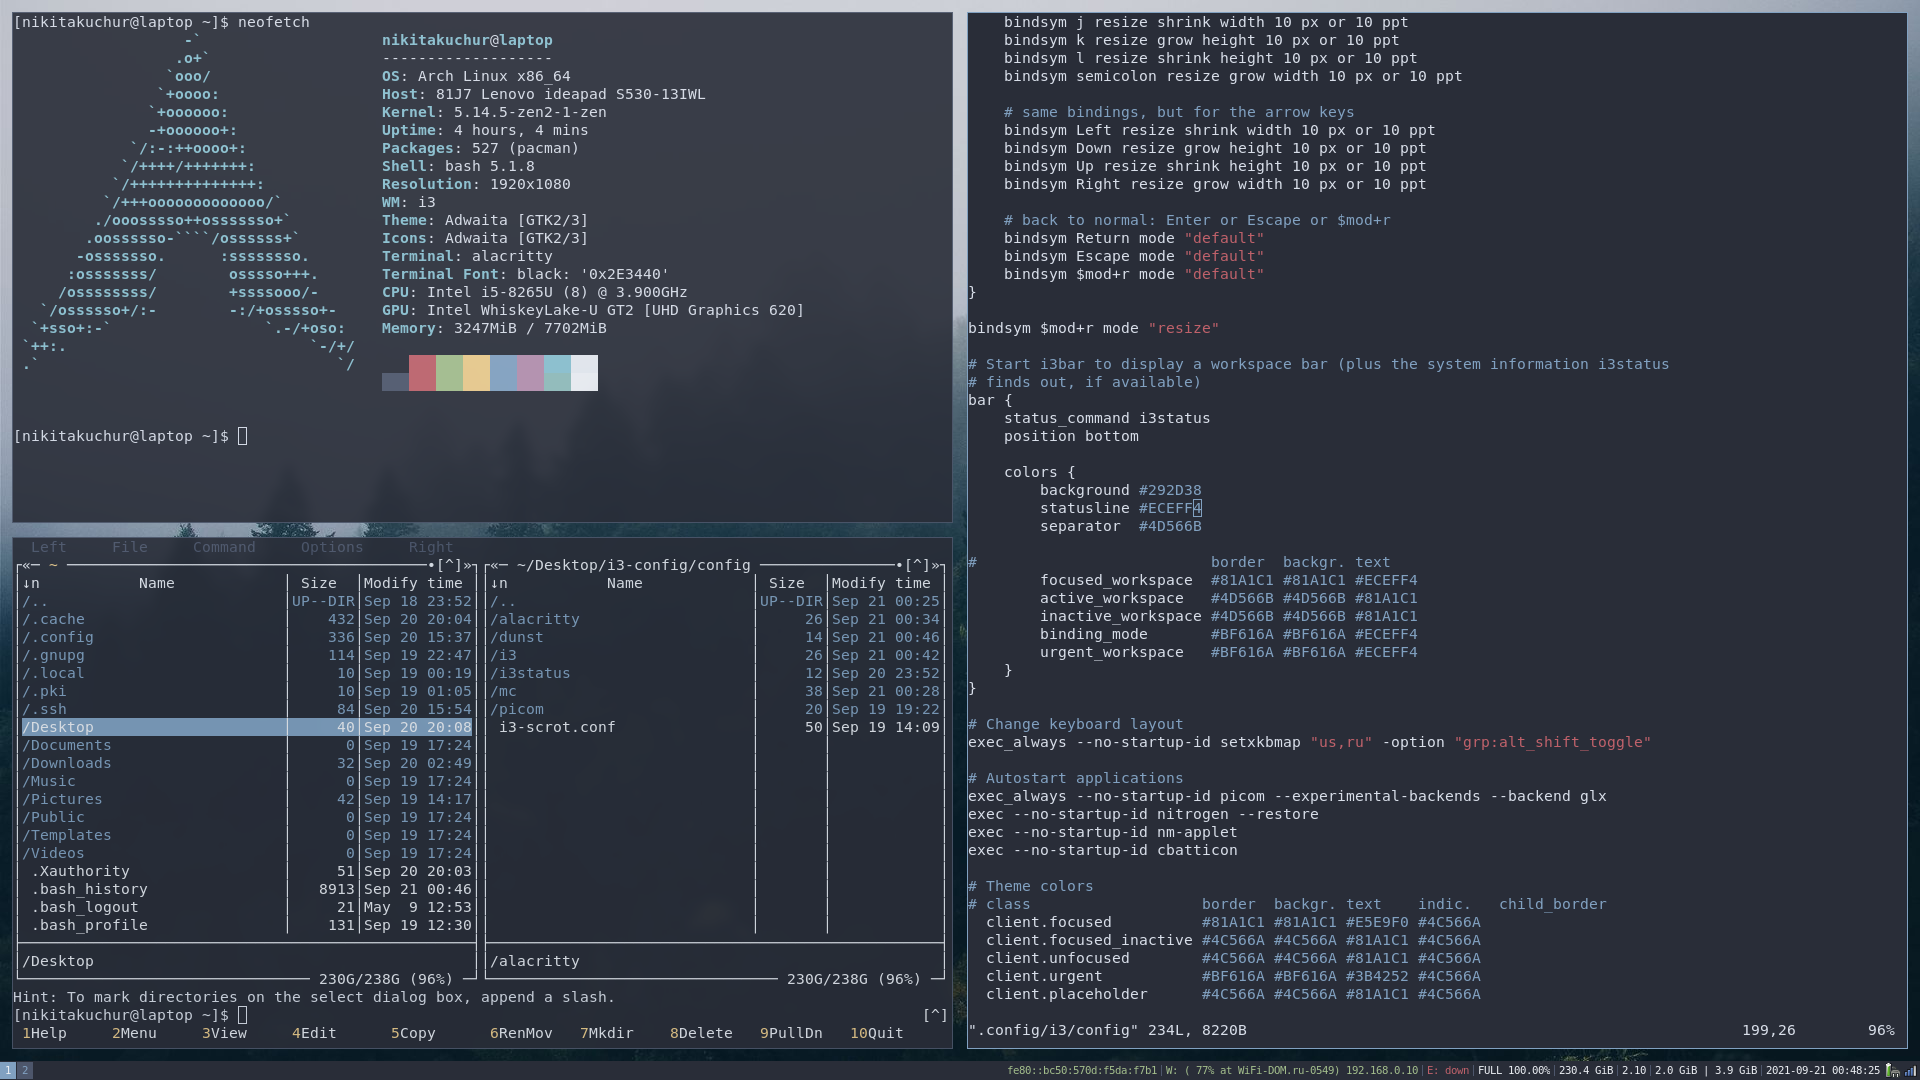 [nikitakuchur@laptop ~]$ neofetch
nikitakuchur@laptop
-------------------
OS: Arch Linux x86_64
Host: 81J7 Lenovo ideapad S530-13IWL
Kernel: 5.14.5-zen2-1-zen
Uptime: 4 hours, 4 mins
Packages: 527 (pacman)
Shell: bash 5.1.8
Resolution: 1920x1080
WM: i3
Theme: Adwaita [GTK2/3]
Icons: Adwaita [GTK2/3]
Terminal: alacritty
Terminal Font: black: '0x2E3440'
CPU: Intel i5-8265U (8) @ 3.900GHz
GPU: Intel WhiskeyLake-U GT2 [UHD Graphics 620]
Memory: 3247MiB / 7702MiB
[nikitakuchur@laptop ~]$
Left File Command Options Right
~
↓n Name Size Modify time
/.. UP--DIR Sep 18 23:52
/.cache 432 Sep 20 20:04
/.config 336 Sep 20 15:37
/.gnupg 114 Sep 19 22:47
/.local 10 Sep 19 00:19
/.pki 10 Sep 19 01:05
/.ssh 84 Sep 20 15:54
/Desktop 40 Sep 20 20:08
/Documents 0 Sep 19 17:24
/Downloads 32 Sep 20 02:49
/Music 0 Sep 19 17:24
/Pictures 42 Sep 19 14:17
/Public 0 Sep 19 17:24
/Templates 0 Sep 19 17:24
/Videos 0 Sep 19 17:24
.Xauthority 51 Sep 20 20:03
.bash_history 8913 Sep 21 00:46
.bash_logout 21 May 9 12:53
.bash_profile 131 Sep 19 12:30
/Desktop
230G/238G (96%)
~/Desktop/i3-config/config
↓n Name Size Modify time
/.. UP--DIR Sep 21 00:25
/alacritty 26 Sep 21 00:34
/dunst 14 Sep 21 00:46
/i3 26 Sep 21 00:42
/i3status 12 Sep 20 23:52
/mc 38 Sep 21 00:28
/picom 20 Sep 19 19:22
i3-scrot.conf 50 Sep 19 14:09
/alacritty
230G/238G (96%)
Hint: To mark directories on the select dialog box, append a slash.
[nikitakuchur@laptop ~]$ [^]
1Help 2Menu 3View 4Edit 5Copy 6RenMov 7Mkdir 8Delete 9PullDn 10Quit
bindsym j resize shrink width 10 px or 10 ppt
bindsym k resize grow height 10 px or 10 ppt
bindsym l resize shrink height 10 px or 10 ppt
bindsym semicolon resize grow width 10 px or 10 ppt
# same bindings, but for the arrow keys
bindsym Left resize shrink width 10 px or 10 ppt
bindsym Down resize grow height 10 px or 10 ppt
bindsym Up resize shrink height 10 px or 10 ppt
bindsym Right resize grow width 10 px or 10 ppt
# back to normal: Enter or Escape or $mod+r
bindsym Return mode "default"
bindsym Escape mode "default"
bindsym $mod+r mode "default"
}
bindsym $mod+r mode "resize"
# Start i3bar to display a workspace bar (plus the system information i3status
# finds out, if available)
bar {
status_command i3status
position bottom
colors {
background #292D38
statusline #ECEFF4
separator #4D566B
# border backgr. text
focused_workspace #81A1C1 #81A1C1 #ECEFF4
active_workspace #4D566B #4D566B #81A1C1
inactive_workspace #4D566B #4D566B #81A1C1
binding_mode #BF616A #BF616A #ECEFF4
urgent_workspace #BF616A #BF616A #ECEFF4
}
}
# Change keyboard layout
exec_always --no-startup-id setxkbmap "us,ru" -option "grp:alt_shift_toggle"
# Autostart applications
exec_always --no-startup-id picom --experimental-backends --backend glx
exec --no-startup-id nitrogen --restore
exec --no-startup-id nm-applet
exec --no-startup-id cbatticon
# Theme colors
# class border backgr. text indic. child_border
client.focused #81A1C1 #81A1C1 #E5E9F0 #4C566A
client.focused_inactive #4C566A #4C566A #81A1C1 #4C566A
client.unfocused #4C566A #4C566A #81A1C1 #4C566A
client.urgent #BF616A #BF616A #3B4252 #4C566A
client.placeholder #4C566A #4C566A #81A1C1 #4C566A
".config/i3/config" 234L, 8220B 199,26 96%
1 2 fe80::bc50:570d:f5da:f7b1 | W: ( 77% at WiFi-DOM.ru-0549) 192.168.0.10 | E: down | FULL 100.00% | 230.4 GiB | 2.10 | 2.0 GiB | 3.9 GiB | 2021-09-21 00:48:25